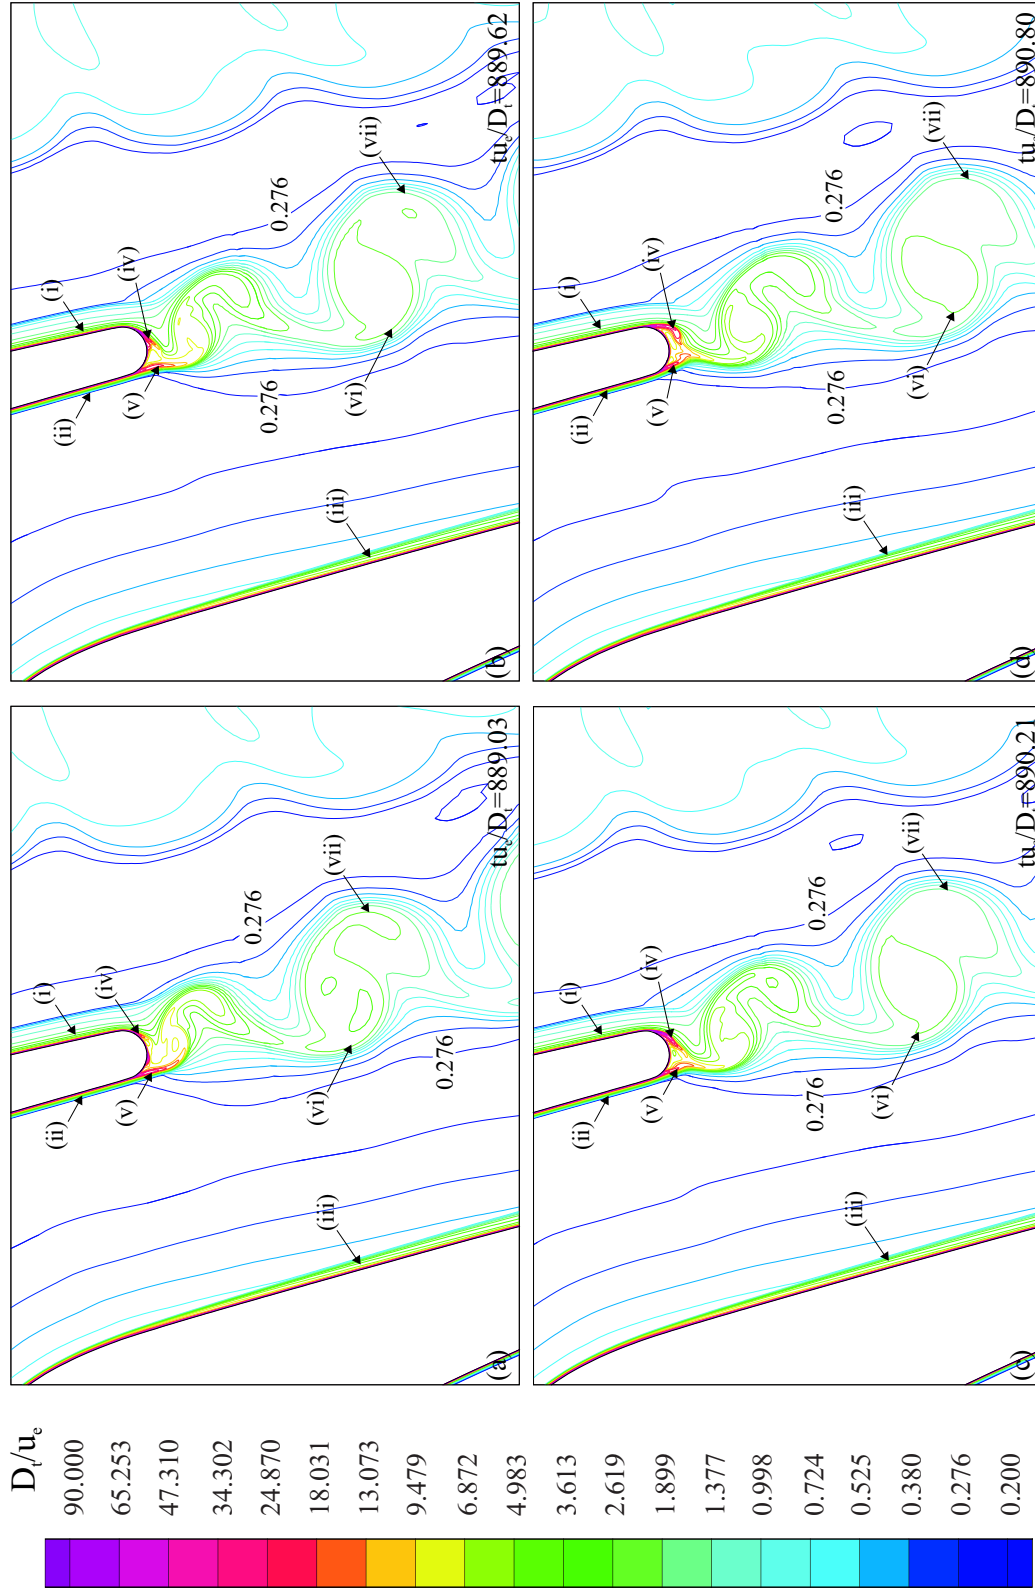 D_t/u_e
90.000
65.253
47.310
34.302
24.870
18.031
13.073
9.479
6.872
4.983
3.613
2.619
1.899
1.377
0.998
0.724
0.525
0.380
0.276
0.200
(a)
(i)
(ii)
(iii)
(iv)
(v)
(vi)
(vii)
0.276
0.276
tu_e/D_t=889.03
(b)
(i)
(ii)
(iii)
(iv)
(v)
(vi)
(vii)
0.276
0.276
tu_e/D_t=889.62
(c)
(i)
(ii)
(iii)
(iv)
(v)
(vi)
(vii)
0.276
0.276
tu_e/D_t=890.21
(d)
(i)
(ii)
(iii)
(iv)
(v)
(vi)
(vii)
0.276
0.276
tu_e/D_t=890.80